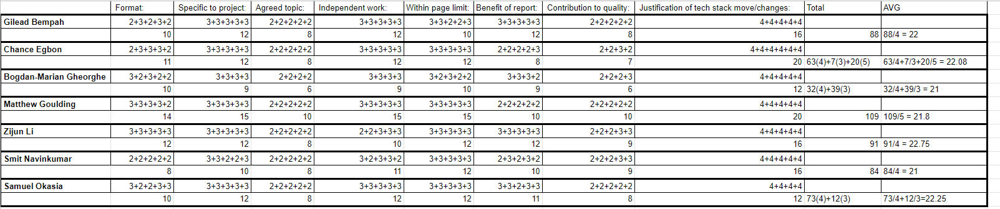 Format: Specific to project: Agreed topic: Independent work: Within page limit: Benefit of report: Contribution to quality: Justification of tech stack move/changes: Total AVG
Gilead Bempah 2+3+2+3+2 3+3+3+3+3 2+2+2+2+2 3+3+3+3+3 3+3+2+2+3 3+3+3+3+3 2+2+2+2+2 4+4+4+4+4
10 12 8 12 10 12 8 16 88 88/4 = 22
Chance Egbon 2+3+3+3+2 3+3+3+3+3 2+2+2+2+2 3+3+3+3+3 3+3+3+3+3 2+2+2+2+3 2+2+3+2 4+4+4+4+4+4
11 12 8 12 12 8 7 20 63(4)+7(3)+20(5) 63/4+7/3+20/5 = 22.08
Bogdan-Marian Gheorghe 3+2+3+2+2 3+3+3+3 2+2+2+2 3+3+3+3 3+2+3+2+2 3+3+3+2 2+2+2+3 4+4+4+4+4
10 9 6 9 10 9 6 12 32(4)+39(3) 32/4+39/3 = 21
Matthew Goulding 3+3+3+3+2 3+3+3+3+3 2+2+2+2+2 3+3+3+3+3 3+3+3+3+3 2+2+2+2+2 2+2+2+2+2 4+4+4+4+4
14 15 10 15 15 10 10 20 109 109/5 = 21.8
Zijun Li 3+3+3+3+3 3+3+3+3+3 2+2+2+2+2 2+2+3+3+3 3+3+3+3+3 3+3+3+3+3 2+2+2+3+3 4+4+4+4+4
12 12 8 10 12 12 9 16 91 91/4 = 22.75
Smit Navinkumar 2+2+2+2+2 3+3+2+2+3 2+2+2+2+2 3+2+3+3+2 3+3+3+3+3 2+3+2+3+2 2+2+2+3+3 4+4+4+4+4
8 10 8 11 12 10 9 16 84 84/4 = 21
Samuel Okasia 3+2+2+3+3 3+3+3+3+3 2+2+2+2+2 3+3+3+3+3 3+3+3+3+3 3+3+2+3+3 2+2+2+2+2 4+4+4+4
10 12 8 12 12 11 8 12 73(4)+12(3) 73/4+12/3=22.25